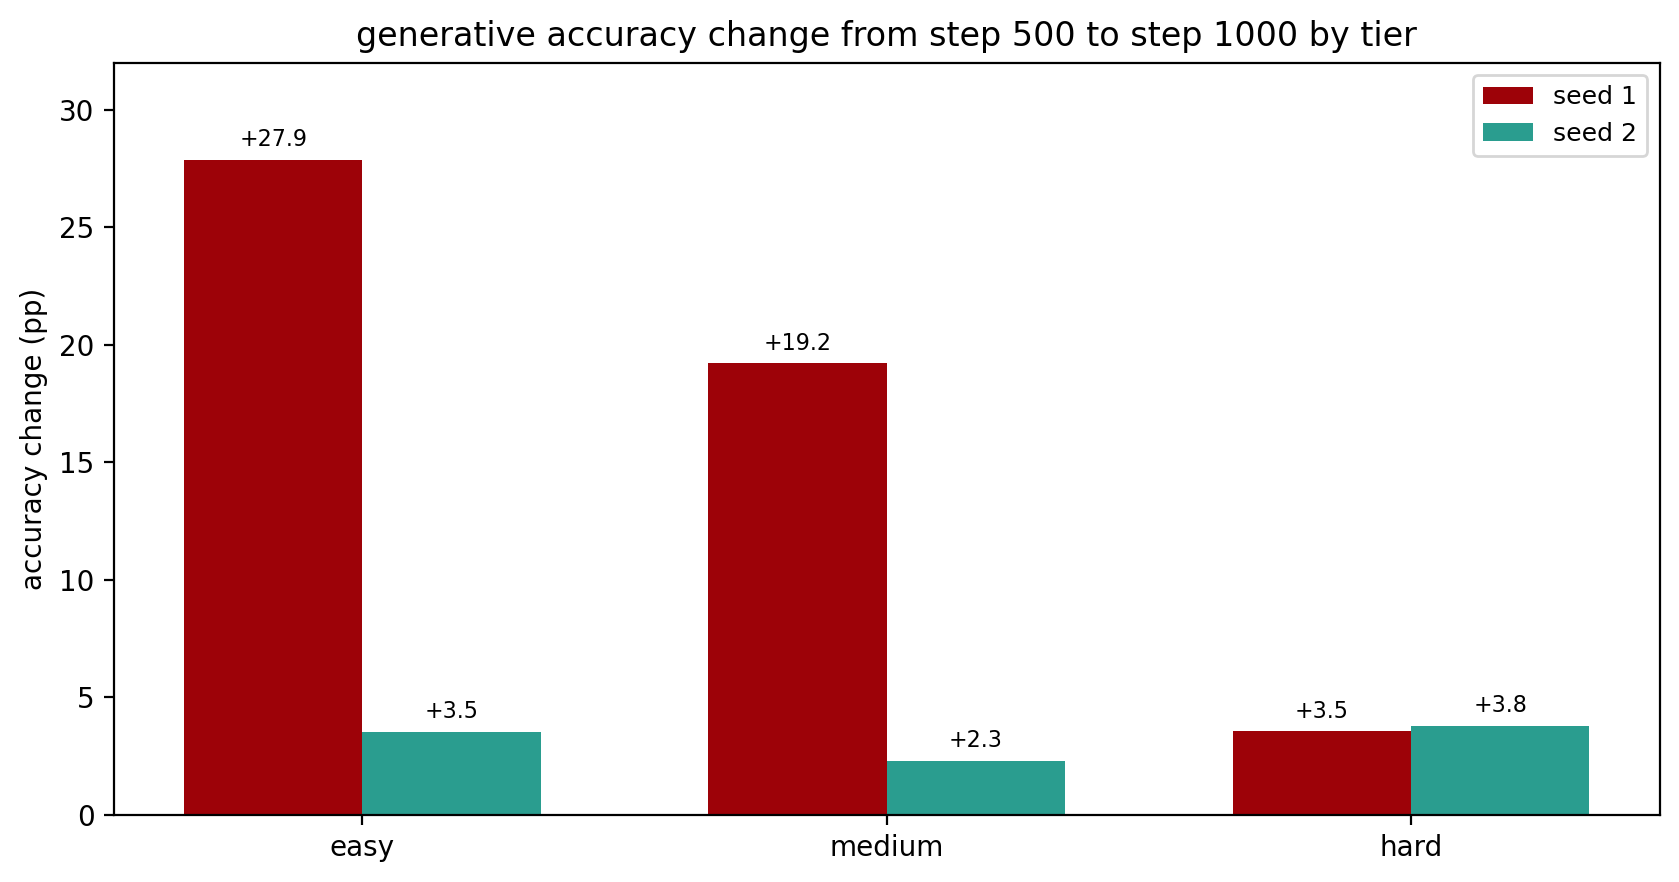 generative accuracy change from step 500 to step 1000 by tier
seed 1
seed 2
accuracy change (pp)
30
25
20
15
10
5
0
+27.9
+3.5
+19.2
+2.3
+3.5
+3.8
easy
medium
hard